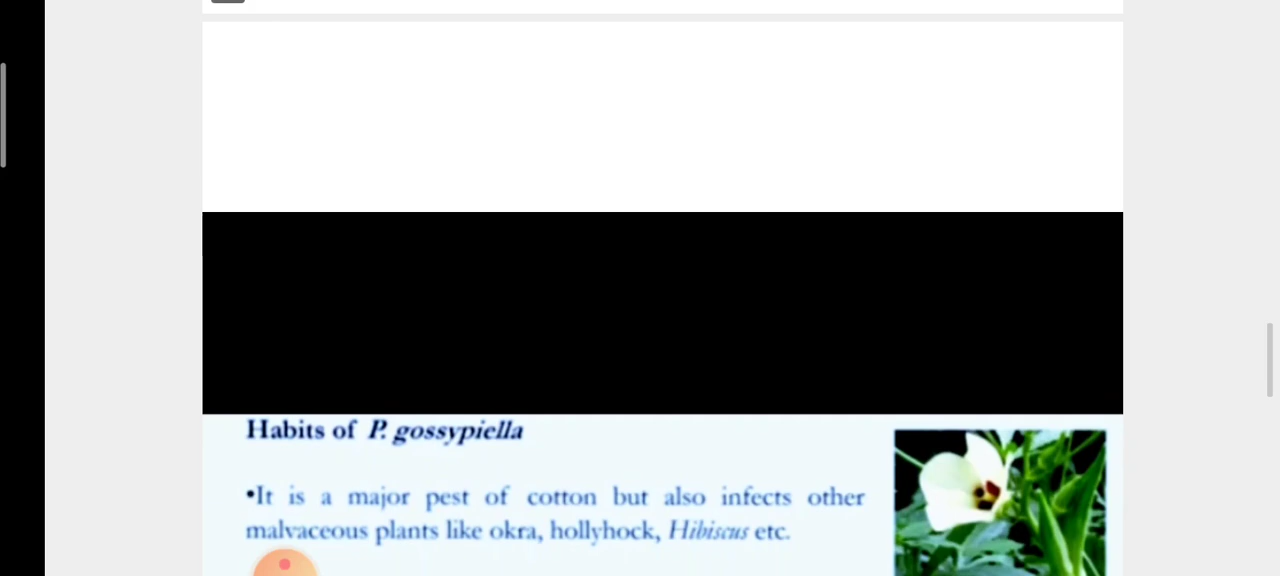 Habits of P. gossypiella
•It is a major pest of cotton but also infects other
malvaceous plants like okra, hollyhock, Hibiscus etc.